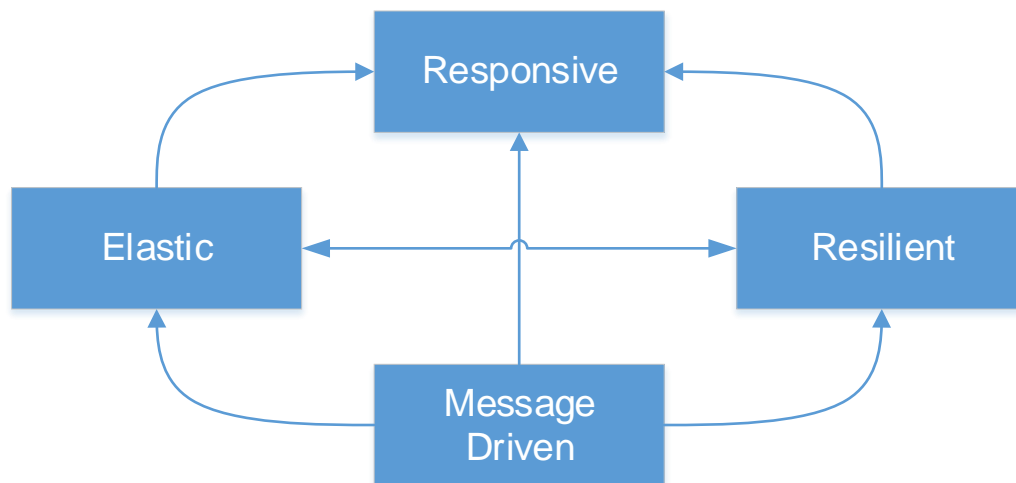 Responsive
Elastic
Resilient
Message
Driven